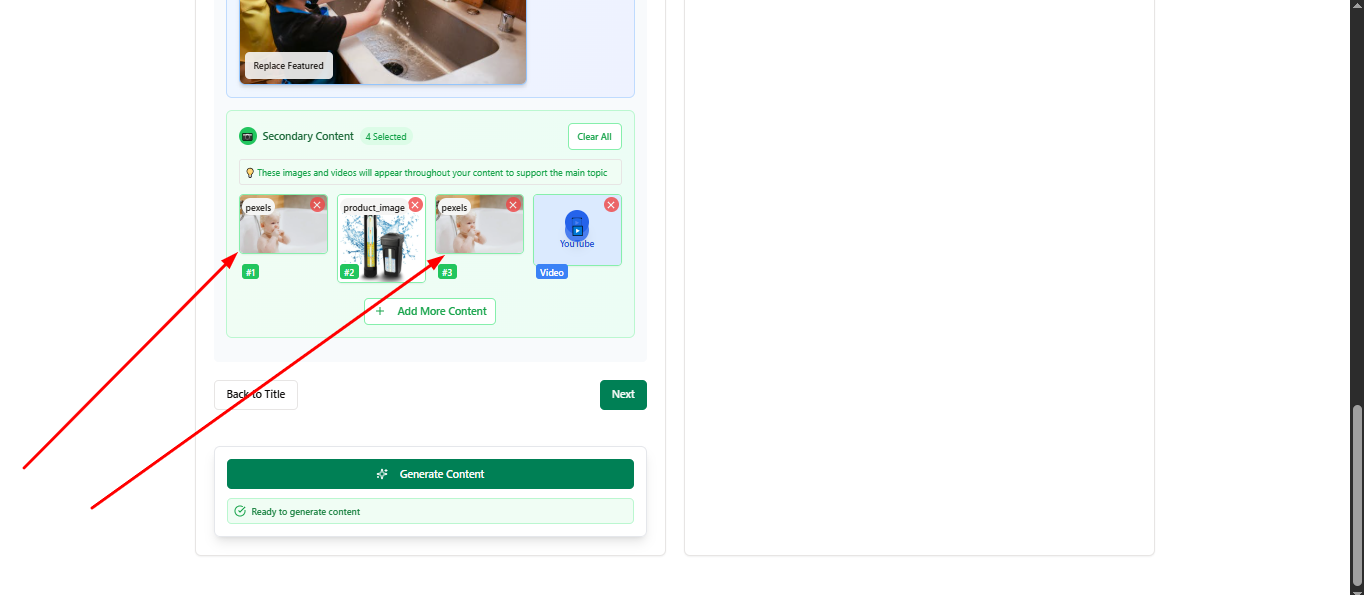 Replace Featured
Secondary Content 4 Selected Clear All
These images and videos will appear throughout your content to support the main topic
pexels product_image pexels
YouTube
#1 #2 #3 Video
+ Add More Content
Back to Title Next
Generate Content
Ready to generate content